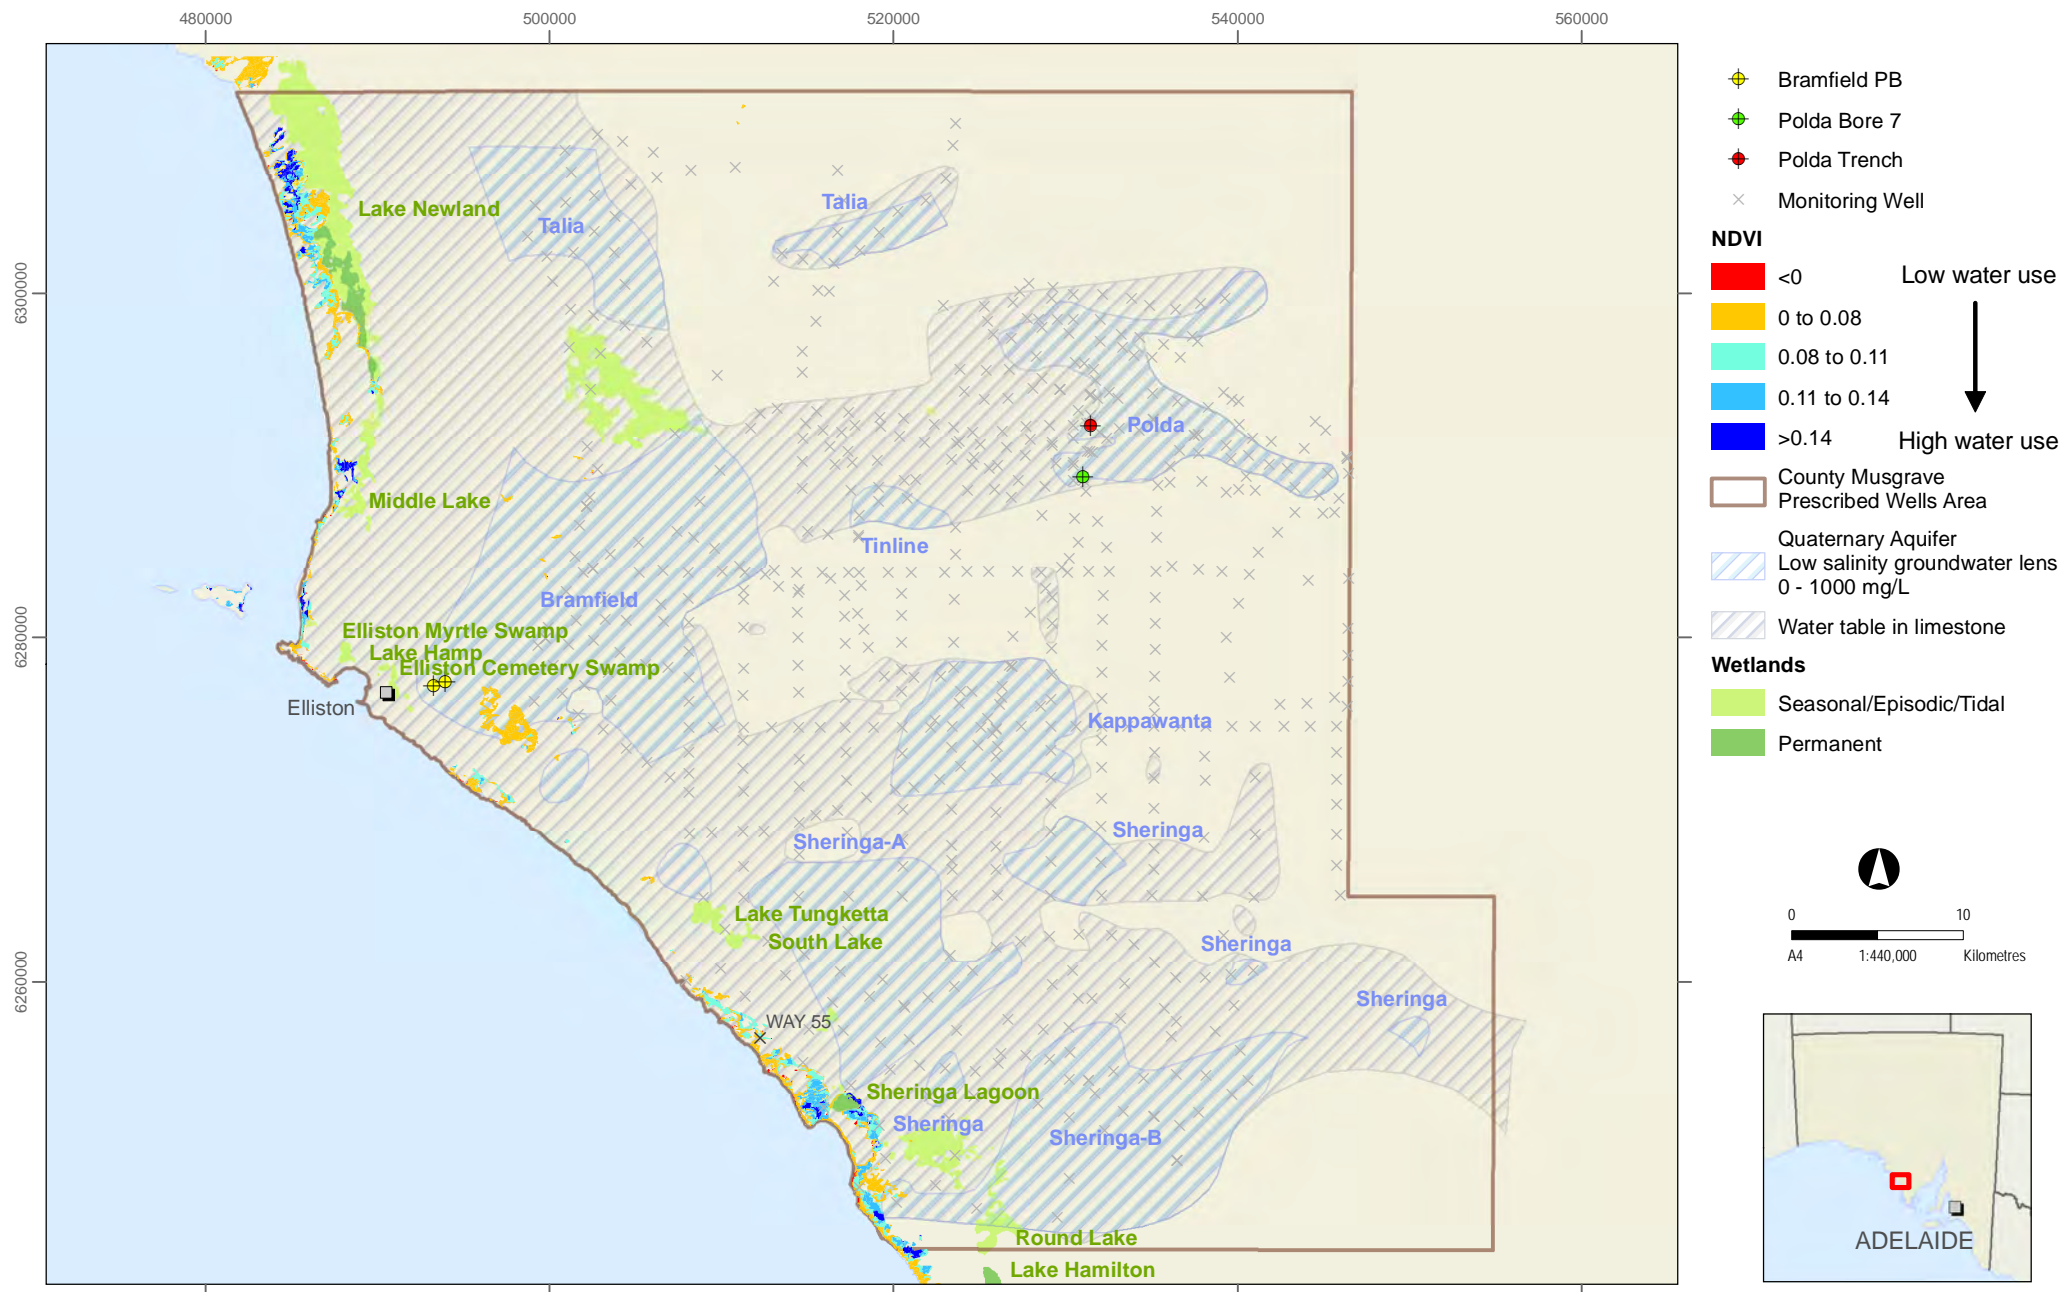 480000
500000
520000
540000
560000
6300000
6280000
6260000
Lake Newland
Talia
Talia
Polda
Middle Lake
Tinline
Bramfield
Elliston Myrtle Swamp
Lake Hamp
Elliston Cemetery Swamp
Elliston
Kappawanta
Sheringa-A
Sheringa
Lake Tungketta
South Lake
Sheringa
Sheringa
WAY 55
Sheringa Lagoon
Sheringa
Sheringa-B
Round Lake
Lake Hamilton
Bramfield PB
Polda Bore 7
Polda Trench
Monitoring Well
NDVI
<0
Low water use
0 to 0.08
0.08 to 0.11
0.11 to 0.14
>0.14
High water use
County Musgrave
Prescribed Wells Area
Quaternary Aquifer
Low salinity groundwater lens
0 - 1000 mg/L
Water table in limestone
Wetlands
Seasonal/Episodic/Tidal
Permanent
0 10
A4 1:440,000 Kilometres
ADELAIDE